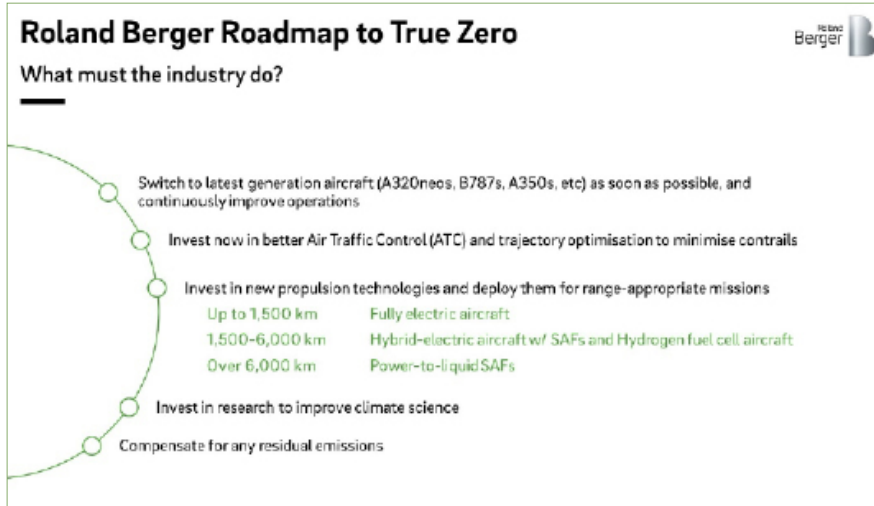 Roland Berger Roadmap to True Zero
Roland
Berger
What must the industry do?
Switch to latest generation aircraft (A320neos, B787s, A350s, etc) as soon as possible, and
continuously improve operations
Invest now in better Air Traffic Control (ATC) and trajectory optimisation to minimise contrails
Invest in new propulsion technologies and deploy them for range-appropriate missions
Up to 1,500 km Fully electric aircraft
1,500-6,000 km Hybrid-electric aircraft w/ SAFs and Hydrogen fuel cell aircraft
Over 6,000 km Power-to-liquid SAFs
Invest in research to improve climate science
Compensate for any residual emissions